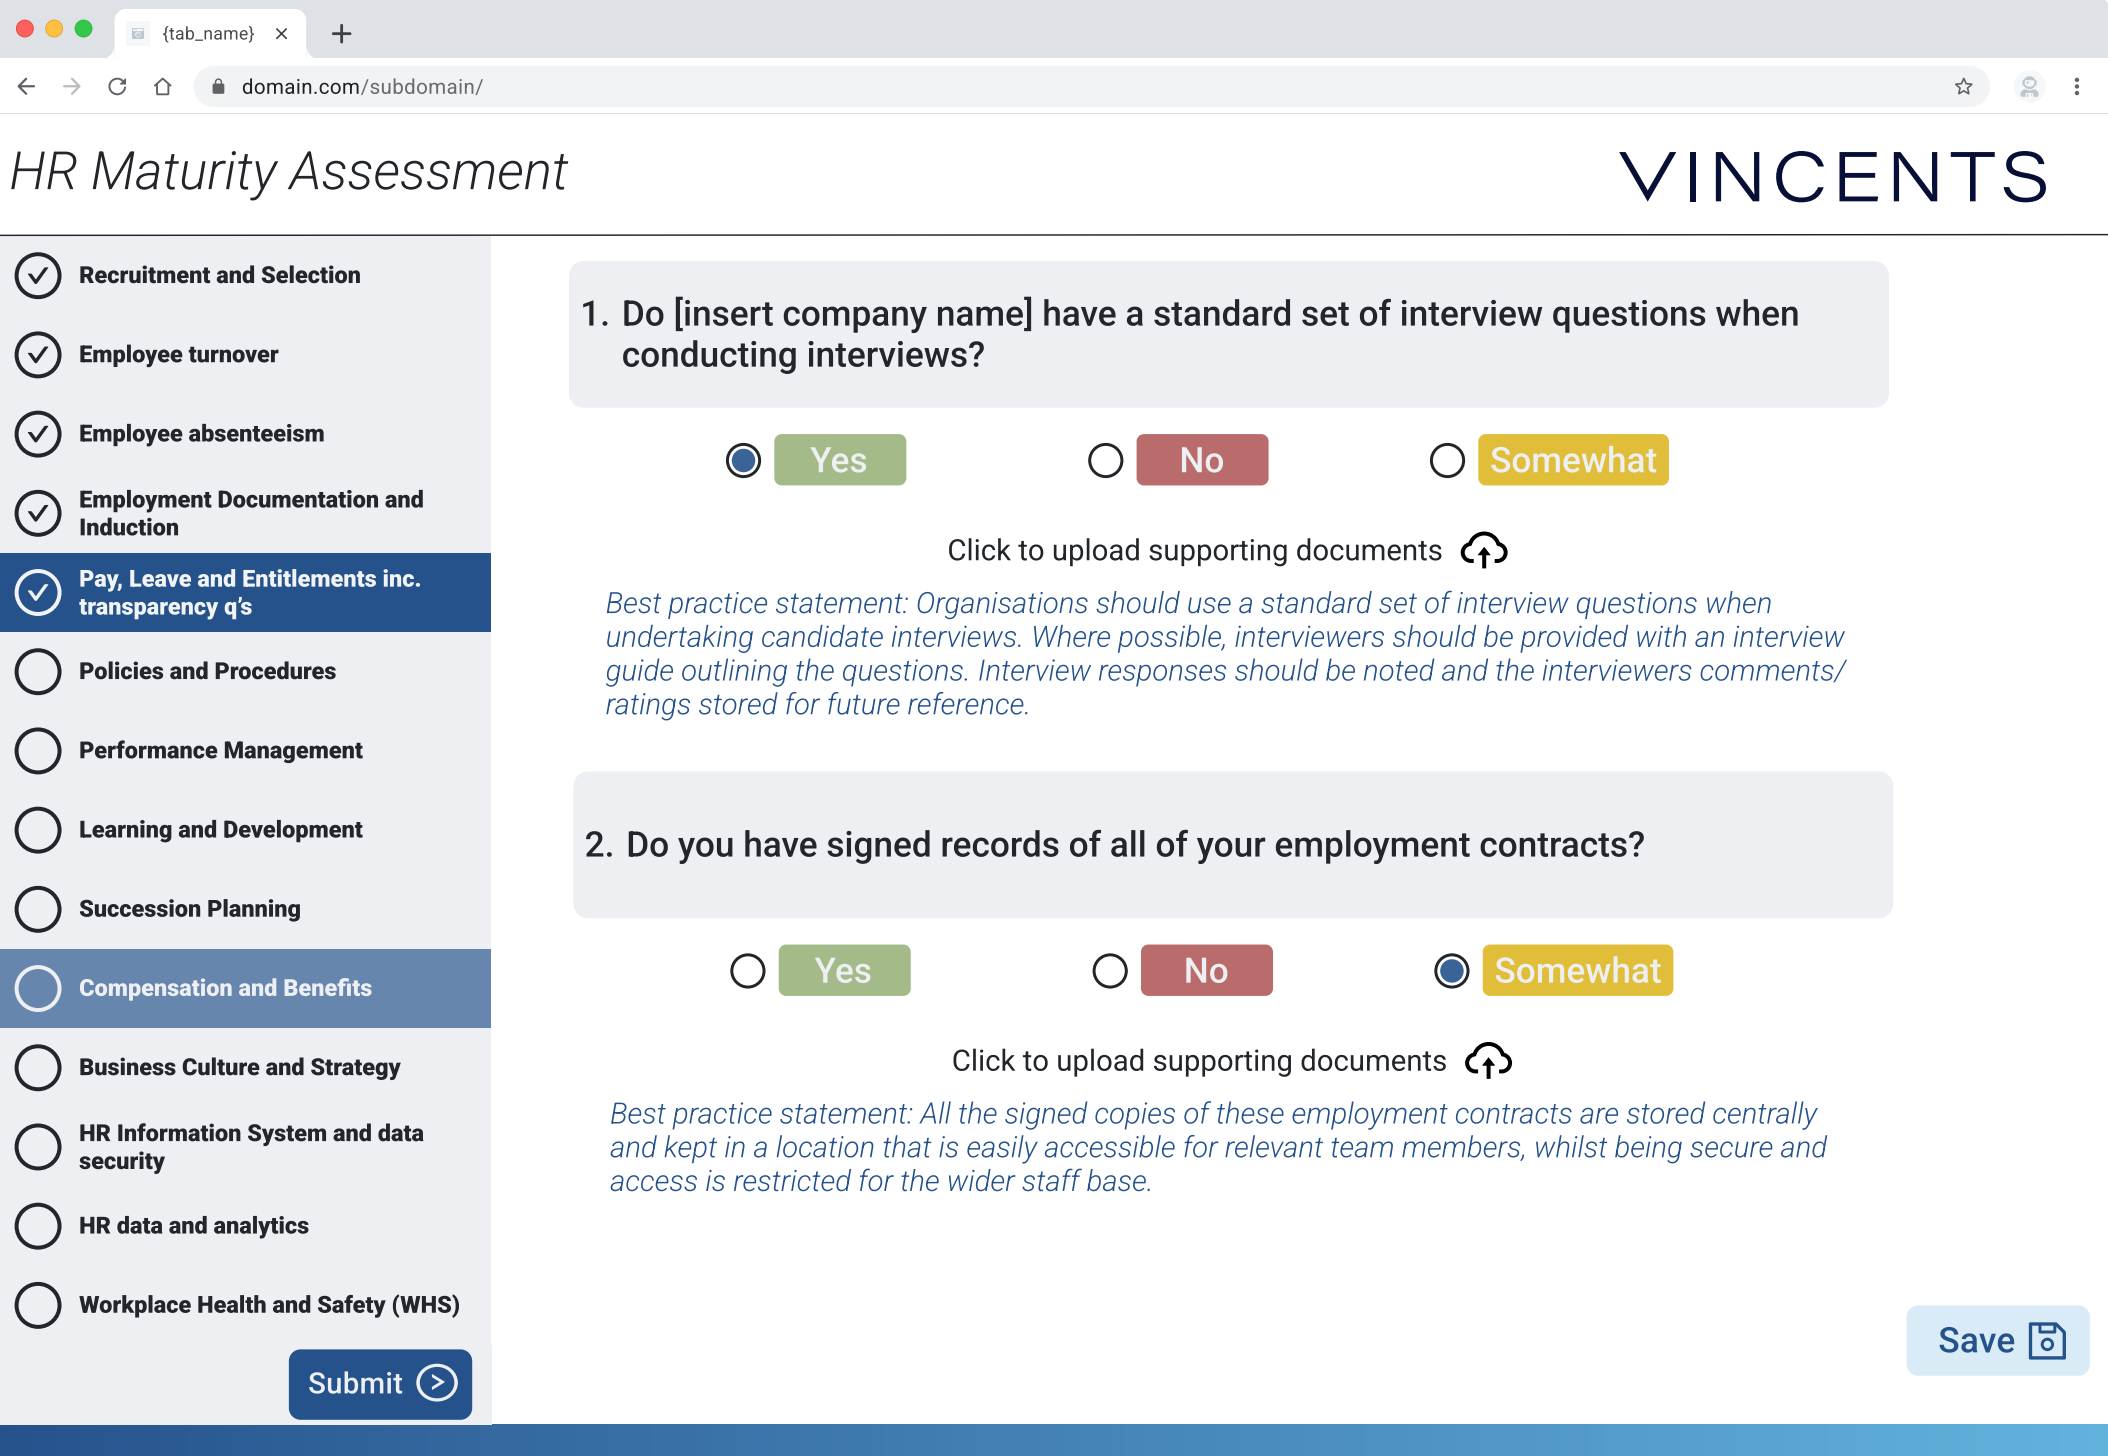 {tab_name}
domain.com/subdomain/
HR Maturity Assessment
VINCENTS
Recruitment and Selection
Employee turnover
Employee absenteeism
Employment Documentation and
Induction
Pay, Leave and Entitlements inc.
transparency q's
Policies and Procedures
Performance Management
Learning and Development
Succession Planning
Compensation and Benefits
Business Culture and Strategy
HR Information System and data
security
HR data and analytics
Workplace Health and Safety (WHS)
Submit
1. Do [insert company name] have a standard set of interview questions when
conducting interviews?
Yes
No
Somewhat
Click to upload supporting documents
Best practice statement: Organisations should use a standard set of interview questions when
undertaking candidate interviews. Where possible, interviewers should be provided with an interview
guide outlining the questions. Interview responses should be noted and the interviewers comments/
ratings stored for future reference.
2. Do you have signed records of all of your employment contracts?
Yes
No
Somewhat
Click to upload supporting documents
Best practice statement: All the signed copies of these employment contracts are stored centrally
and kept in a location that is easily accessible for relevant team members, whilst being secure and
access is restricted for the wider staff base.
Save